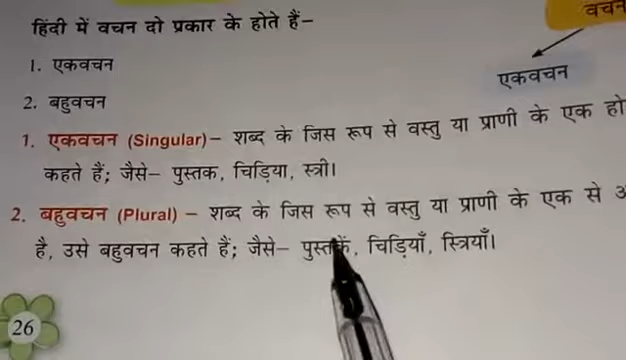 वचन
हिंदी में वचन दो प्रकार के होते हैं–
1. एकवचन
एकवचन
2. बहुवचन
1. एकवचन (Singular)– शब्द के जिस रूप से वस्तु या प्राणी के एक हो
कहते हैं; जैसे– पुस्तक, चिड़िया, स्त्री।
2. बहुवचन (Plural) – शब्द के जिस रूप से वस्तु या प्राणी के एक से
है, उसे बहुवचन कहते हैं; जैसे– पुस्तकें, चिड़ियाँ, स्त्रियाँ।
26